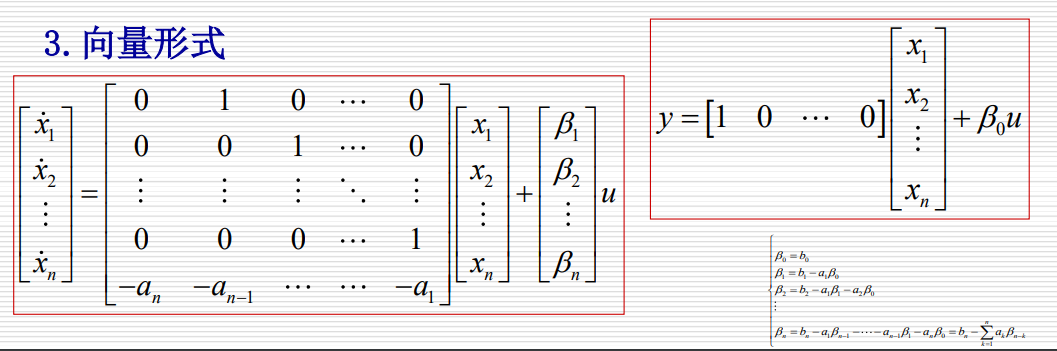 3. 向量形式
$$\begin{bmatrix} \dot{x}_1 \\ \dot{x}_2 \\ \vdots \\ \dot{x}_n \end{bmatrix} = \begin{bmatrix} 0 & 1 & 0 & \cdots & 0 \\ 0 & 0 & 1 & \cdots & 0 \\ \vdots & \vdots & \vdots & \ddots & \vdots \\ 0 & 0 & 0 & \cdots & 1 \\ -a_n & -a_{n-1} & \cdots & \cdots & -a_1 \end{bmatrix} \begin{bmatrix} x_1 \\ x_2 \\ \vdots \\ x_n \end{bmatrix} + \begin{bmatrix} \beta_1 \\ \beta_2 \\ \vdots \\ \beta_n \end{bmatrix} u$$
$$y = \begin{bmatrix} 1 & 0 & \cdots & 0 \end{bmatrix} \begin{bmatrix} x_1 \\ x_2 \\ \vdots \\ x_n \end{bmatrix} + \beta_0 u$$
$$\beta_0 = b_0$$
$$\beta_1 = b_1 - a_1 \beta_0$$
$$\beta_2 = b_2 - a_1 \beta_1 - a_2 \beta_0$$
$$\vdots$$
$$\beta_n = b_n - a_1 \beta_{n-1} - \cdots - a_{n-1} \beta_1 - a_n \beta_0 = b_n - \sum_{k=1}^{n} a_k \beta_{n-k}$$